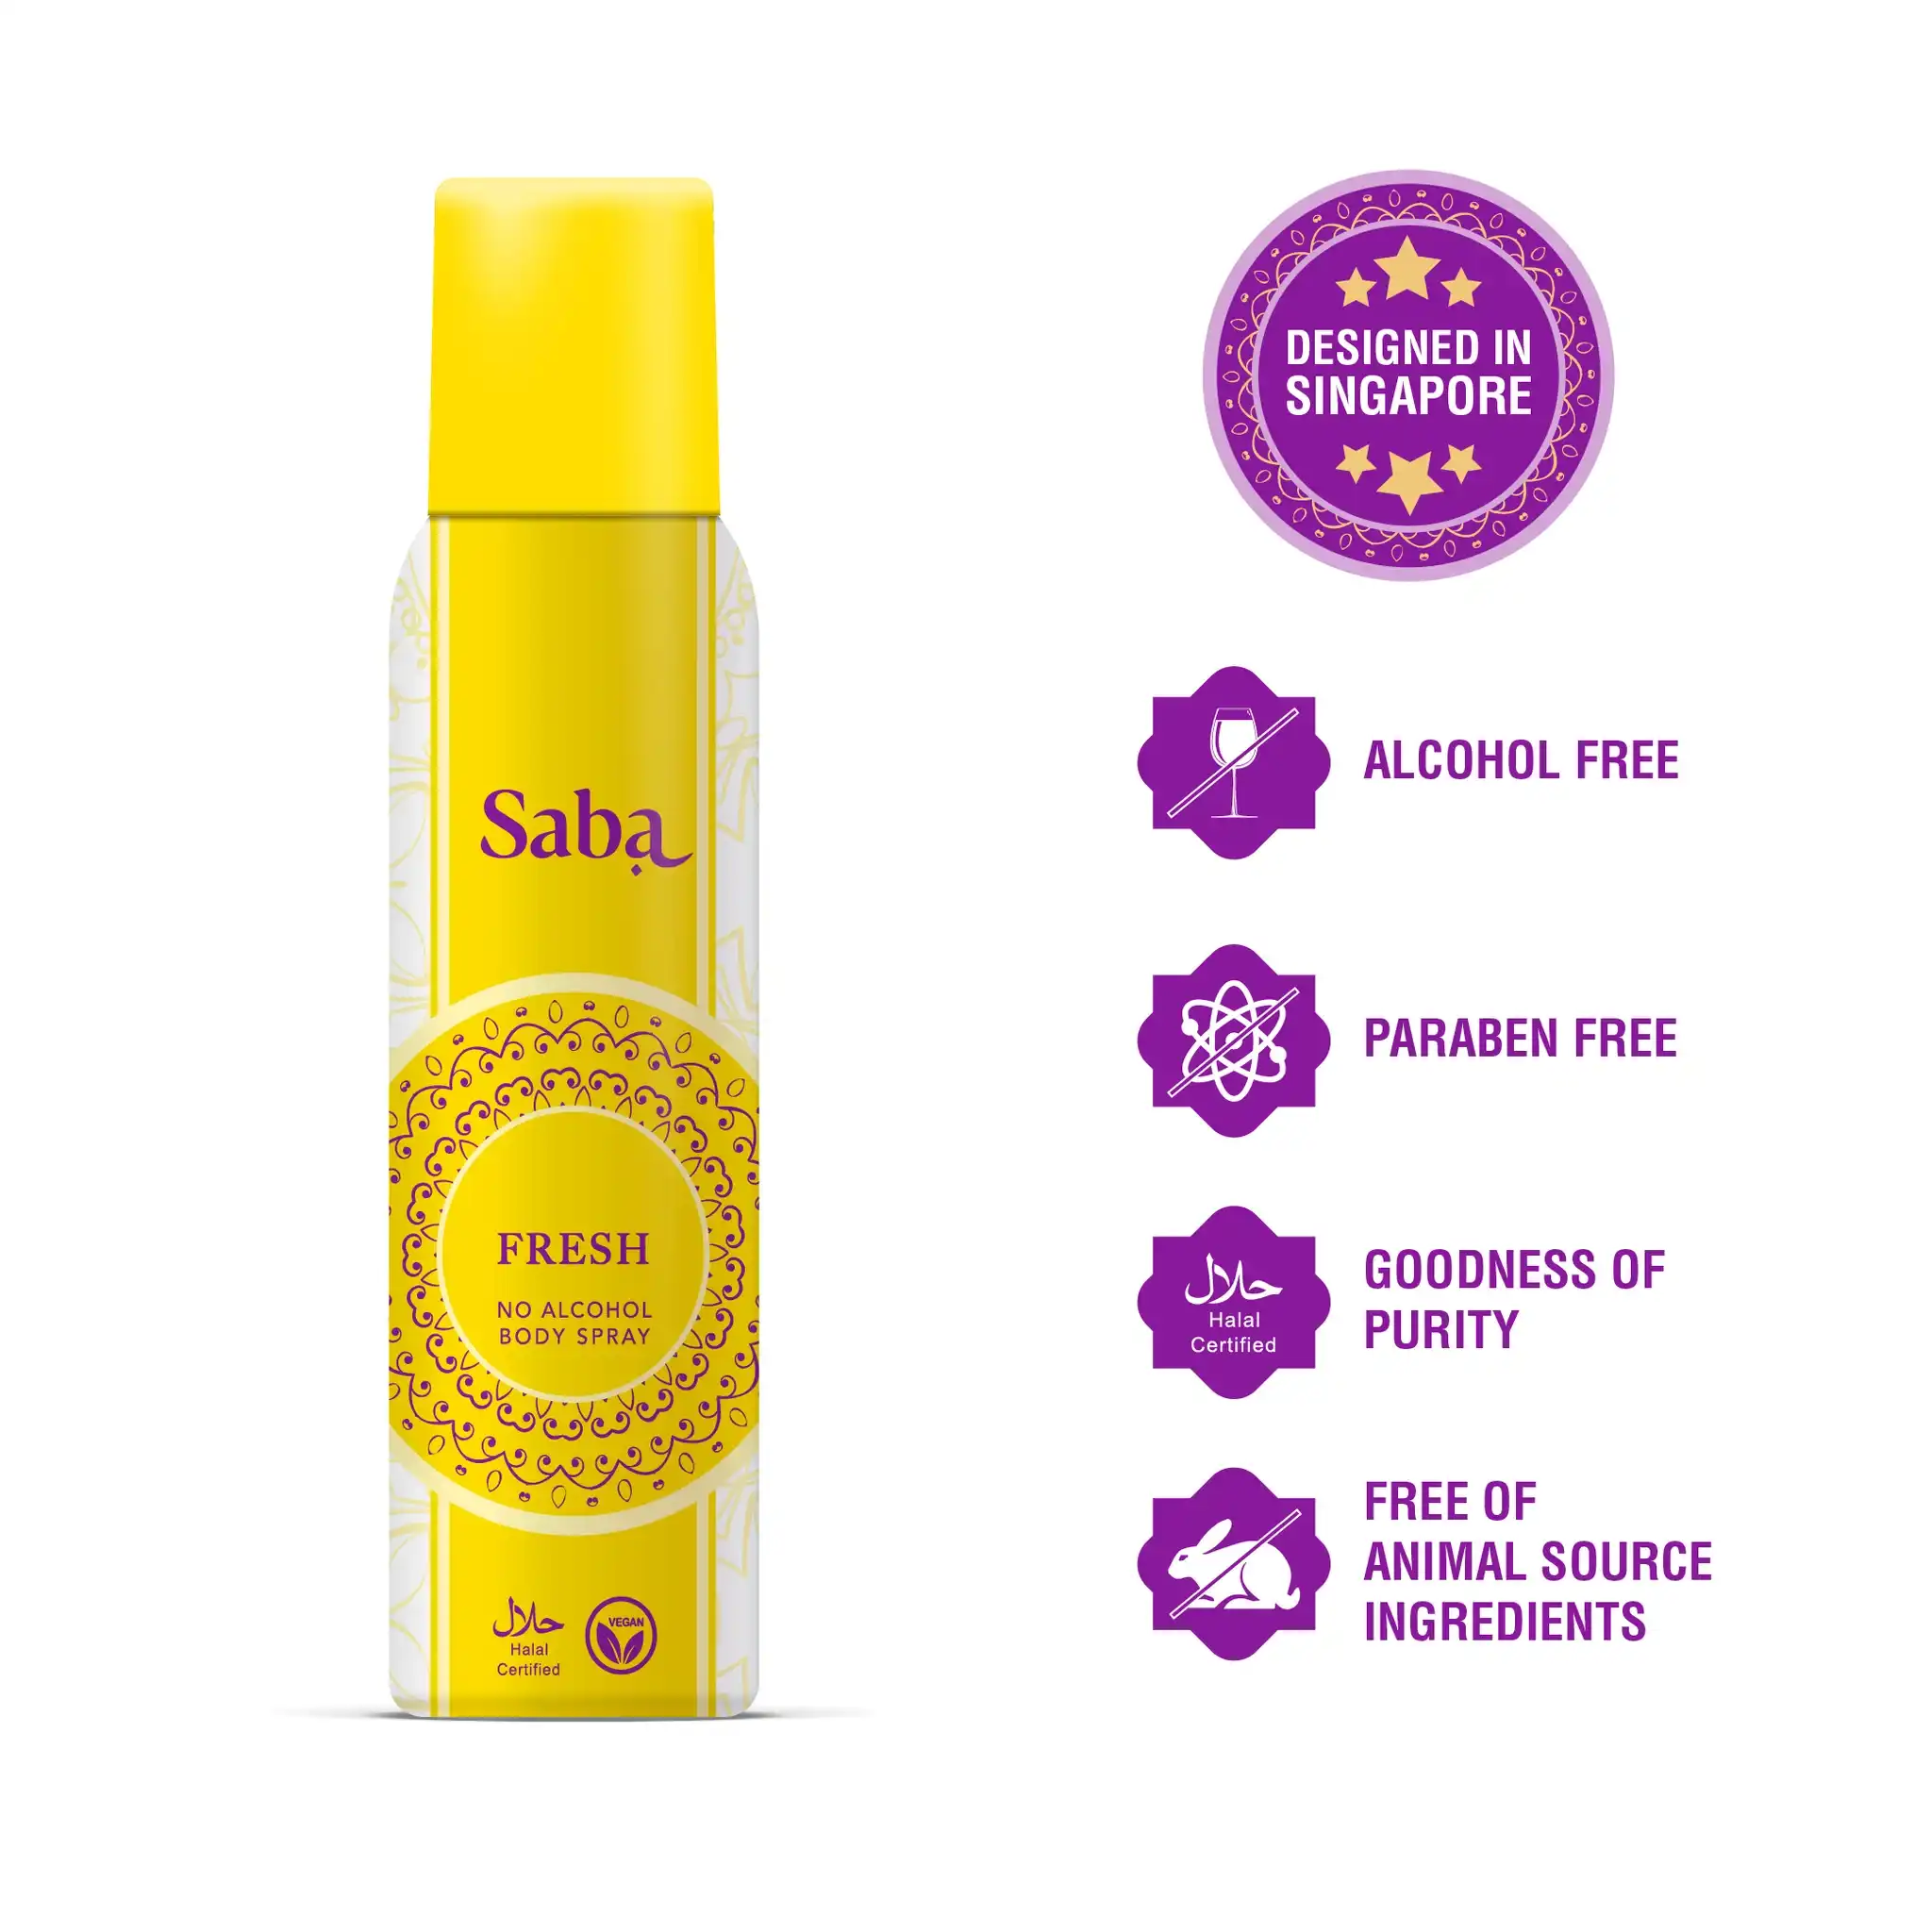 Saba
FRESH
NO ALCOHOL
BODY SPRAY
حلال
Halal
Certified
VEGAN
DESIGNED IN
SINGAPORE
ALCOHOL FREE
PARABEN FREE
حلال
Halal
Certified
GOODNESS OF
PURITY
FREE OF
ANIMAL SOURCE
INGREDIENTS